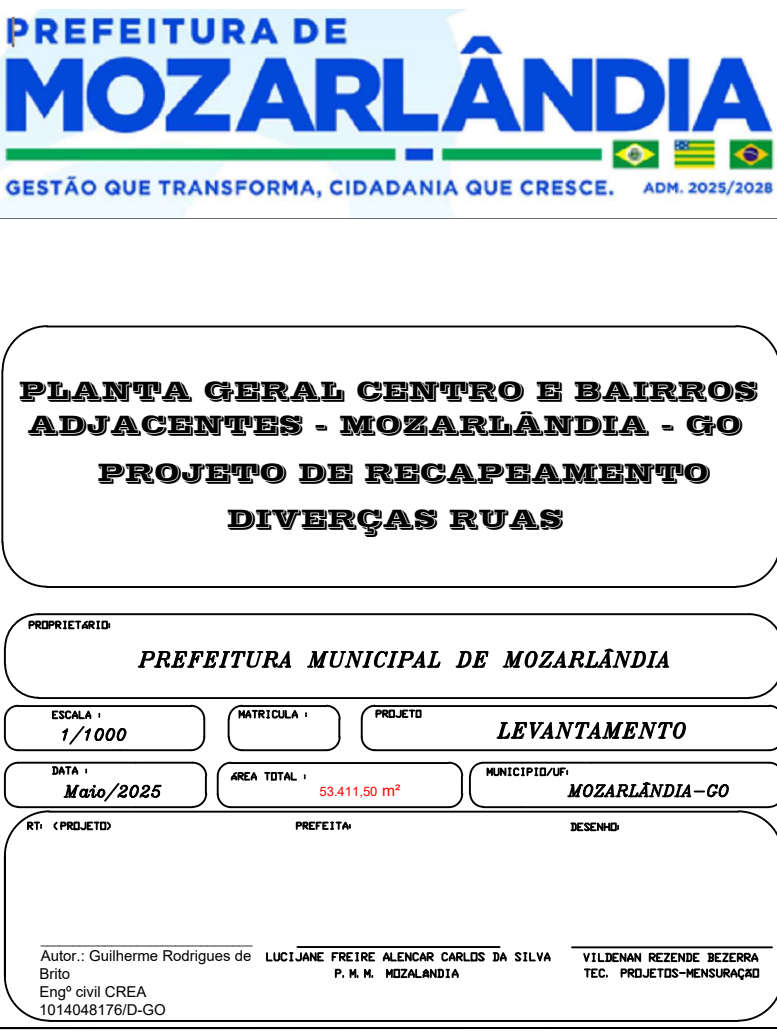 PREFEITURA DE
MOZARLÂNDIA
GESTÃO QUE TRANSFORMA, CIDADANIA QUE CRESCE. ADM. 2025/2028
PLANTA GERAL CENTRO E BAIRROS
ADJACENTES - MOZARLÂNDIA - GO
PROJETO DE RECAPEAMENTO
DIVERÇAS RUAS
PROPRIETÁRIO:
PREFEITURA MUNICIPAL DE MOZARLÂNDIA
ESCALA :
1/1000
MATRICULA :
PROJETO
LEVANTAMENTO
DATA :
Maio/2025
ÁREA TOTAL :
53.411,50 m²
MUNICIPIO/UF:
MOZARLÂNDIA-GO
RT: (PROJETO)
PREFEITA:
DESENHO:
Autor.: Guilherme Rodrigues de
Brito
Engº civil CREA
1014048176/D-GO
LUCIJANE FREIRE ALENCAR CARLOS DA SILVA
P. M. M. MOZALANDIA
VILDENAN REZENDE BEZERRA
TEC. PROJETOS-MENSURAÇÃO